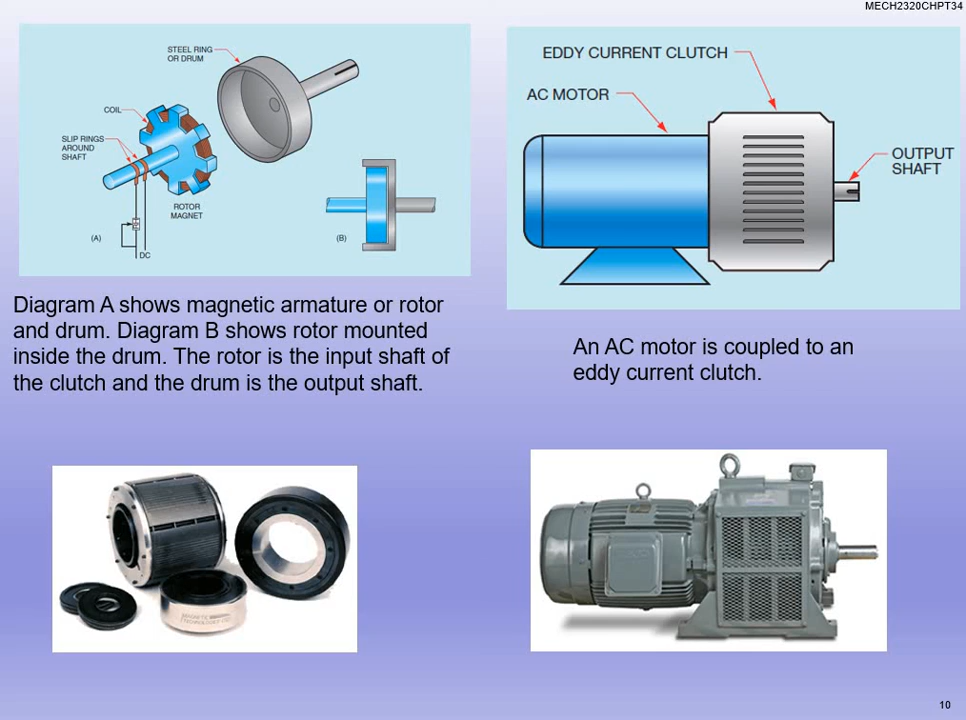 MECH2320CHPT34
STEEL RING
OR DRUM
COIL
SLIP RINGS
AROUND
SHAFT
ROTOR
MAGNET
(A)
DC
(B)
EDDY CURRENT CLUTCH
AC MOTOR
OUTPUT
SHAFT
Diagram A shows magnetic armature or rotor
and drum. Diagram B shows rotor mounted
inside the drum. The rotor is the input shaft of
the clutch and the drum is the output shaft.
An AC motor is coupled to an
eddy current clutch.
MAGNETIC
10